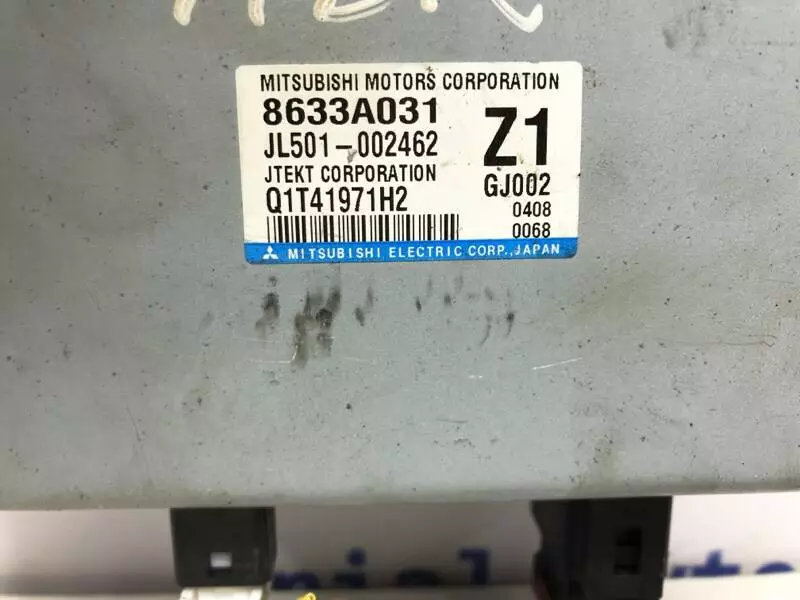 MITSUBISHI MOTORS CORPORATION
8633A031
Z1
JL501-002462
JTEKT CORPORATION
GJ002
Q1T41971H2
0408
0068
MITSUBISHI ELECTRIC CORP., JAPAN